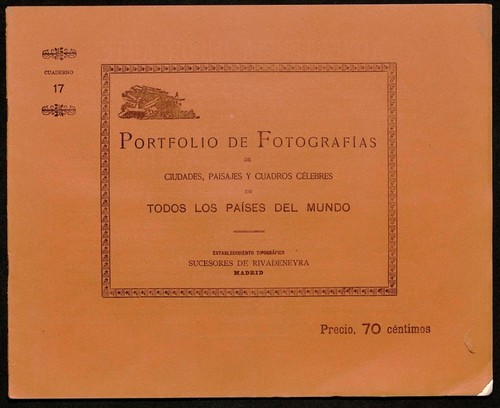 CUADERNO
17
PORTFOLIO DE FOTOGRAFÍAS
DE
CIUDADES, PAISAJES Y CUADROS CÉLEBRES
DE
TODOS LOS PAÍSES DEL MUNDO
ESTABLECIMIENTO TIPOGRÁFICO
SUCESORES DE RIVADENEYRA
MADRID
Precio, 70 céntimos